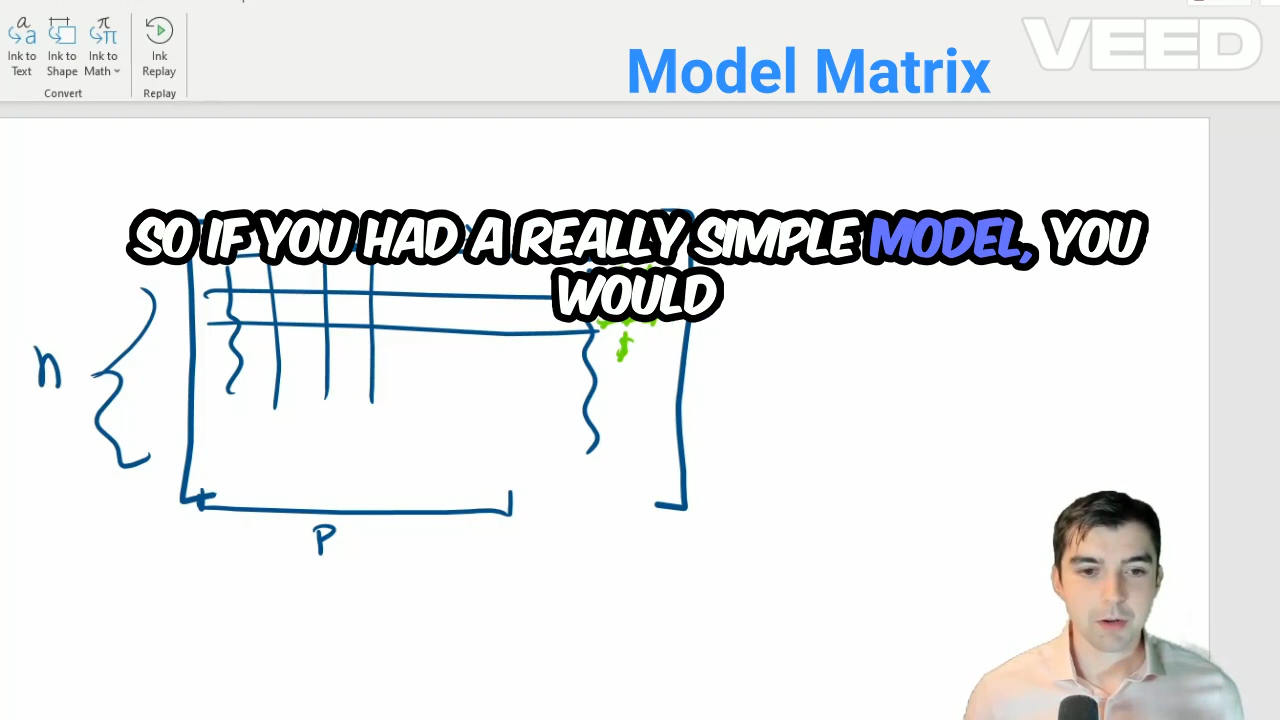 Ink to Text
Ink to Shape
Ink to Math
Ink Replay
Convert
Replay
Model Matrix
VEED
SO IF YOU HAD A REALLY SIMPLE MODEL, YOU
WOULD
n
P